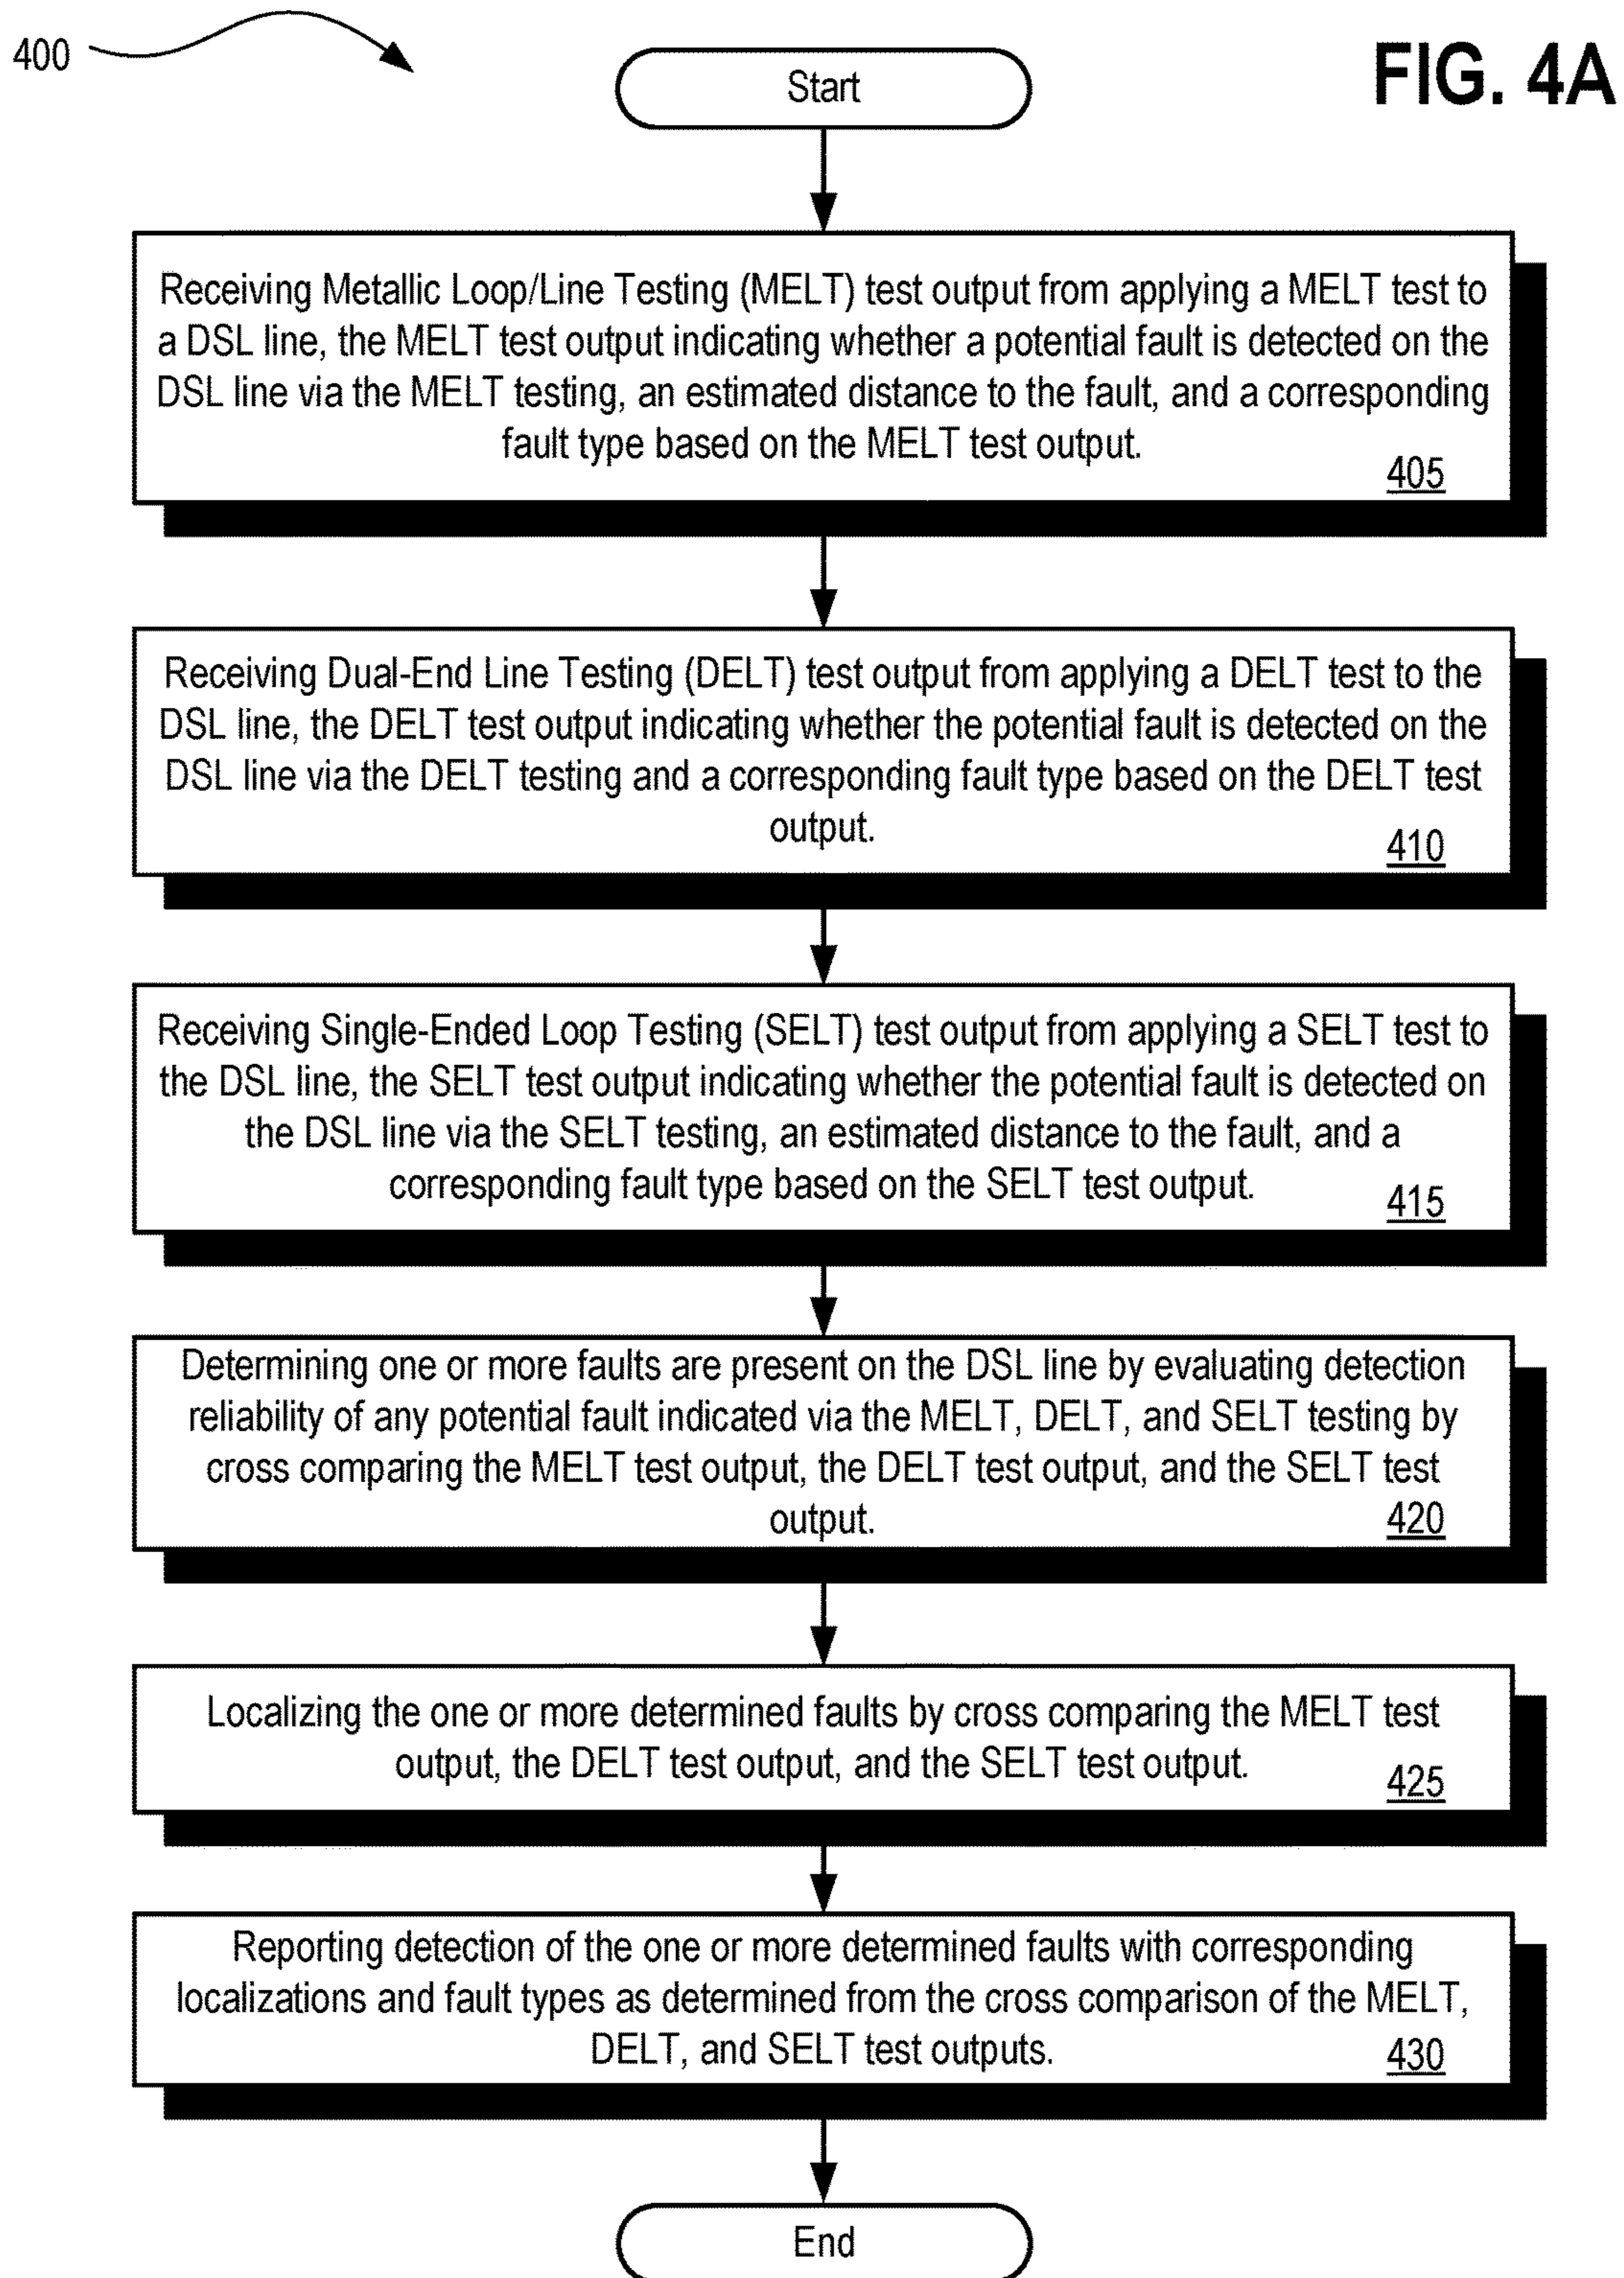 400
FIG. 4A
Start
Receiving Metallic Loop/Line Testing (MELT) test output from applying a MELT test to
a DSL line, the MELT test output indicating whether a potential fault is detected on the
DSL line via the MELT testing, an estimated distance to the fault, and a corresponding
fault type based on the MELT test output.
405
Receiving Dual-End Line Testing (DELT) test output from applying a DELT test to the
DSL line, the DELT test output indicating whether the potential fault is detected on the
DSL line via the DELT testing and a corresponding fault type based on the DELT test
output.
410
Receiving Single-Ended Loop Testing (SELT) test output from applying a SELT test to
the DSL line, the SELT test output indicating whether the potential fault is detected on
the DSL line via the SELT testing, an estimated distance to the fault, and a
corresponding fault type based on the SELT test output.
415
Determining one or more faults are present on the DSL line by evaluating detection
reliability of any potential fault indicated via the MELT, DELT, and SELT testing by
cross comparing the MELT test output, the DELT test output, and the SELT test
output.
420
Localizing the one or more determined faults by cross comparing the MELT test
output, the DELT test output, and the SELT test output.
425
Reporting detection of the one or more determined faults with corresponding
localizations and fault types as determined from the cross comparison of the MELT,
DELT, and SELT test outputs.
430
End